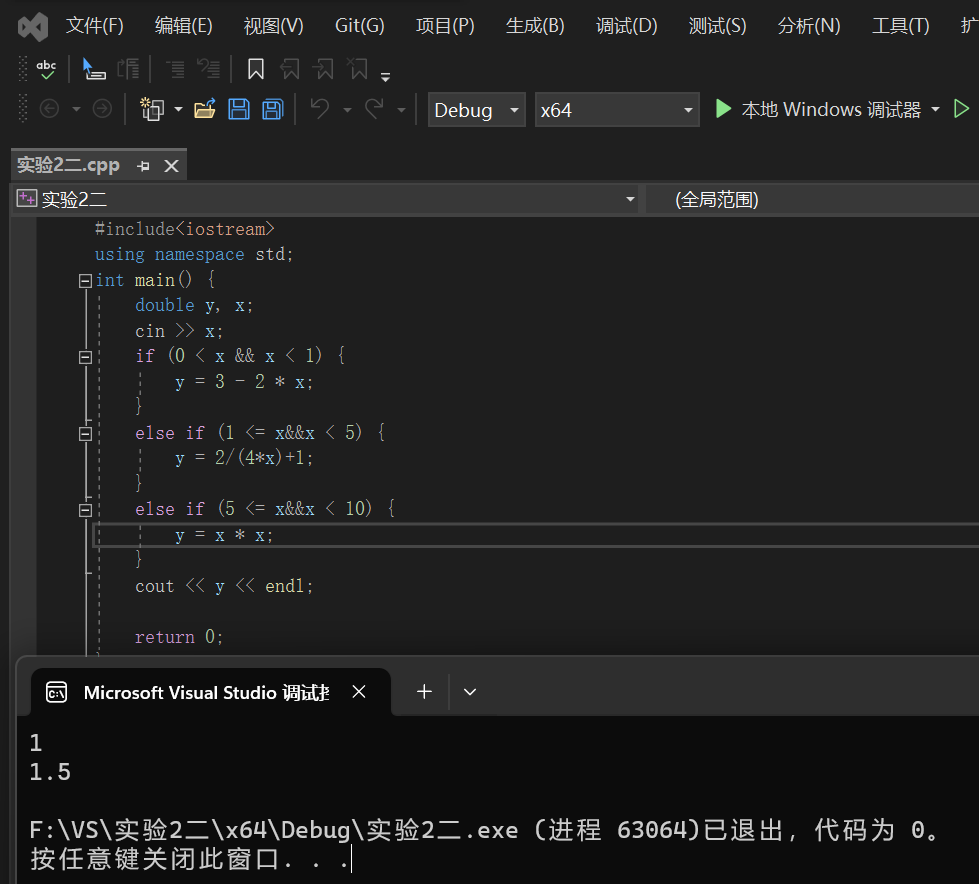 文件(F) 编辑(E) 视图(V) Git(G) 项目(P) 生成(B) 调试(D) 测试(S) 分析(N) 工具(T) 扩
abc
Debug x64 本地 Windows 调试器
实验2二.cpp
实验2二 (全局范围)
#include<iostream>
using namespace std;
int main() {
double y, x;
cin >> x;
if (0 < x && x < 1) {
y = 3 - 2 * x;
}
else if (1 <= x&&x < 5) {
y = 2/(4*x)+1;
}
else if (5 <= x&&x < 10) {
y = x * x;
}
cout << y << endl;
return 0;
Microsoft Visual Studio 调试控
1
1.5
F:\VS\实验2二\x64\Debug\实验2二.exe (进程 63064)已退出，代码为 0。
按任意键关闭此窗口. . .